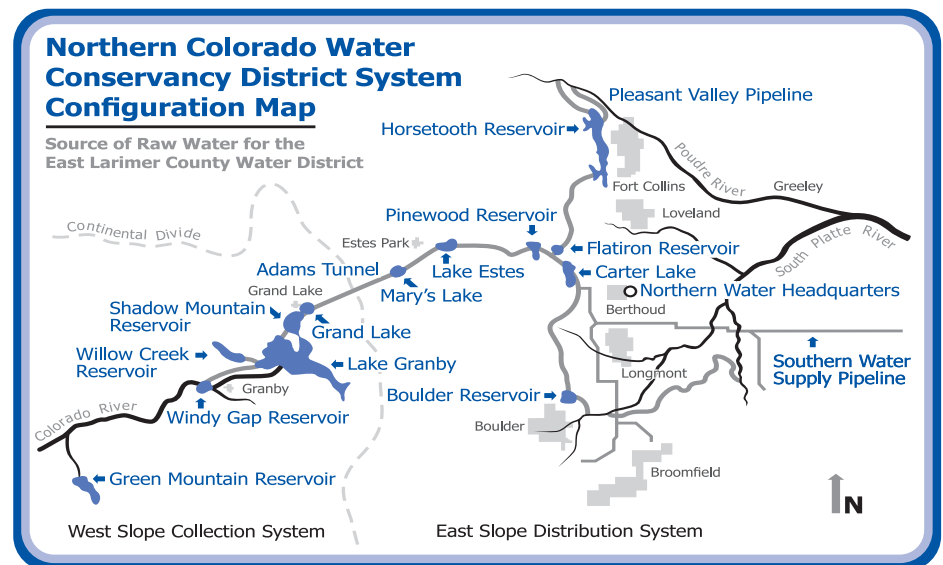 Northern Colorado Water
Conservancy District System
Configuration Map
Source of Raw Water for the
East Larimer County Water District
Pleasant Valley Pipeline
Horsetooth Reservoir
Poudre River
Fort Collins
Greeley
Loveland
Continental Divide
Pinewood Reservoir
Estes Park
Flatiron Reservoir
South Platte River
Adams Tunnel
Lake Estes
Carter Lake
Grand Lake
Mary's Lake
Northern Water Headquarters
Shadow Mountain
Reservoir
Berthoud
Grand Lake
Willow Creek
Reservoir
Lake Granby
Longmont
Southern Water
Supply Pipeline
Granby
Boulder Reservoir
Colorado River
Windy Gap Reservoir
Boulder
Green Mountain Reservoir
Broomfield
N
West Slope Collection System
East Slope Distribution System